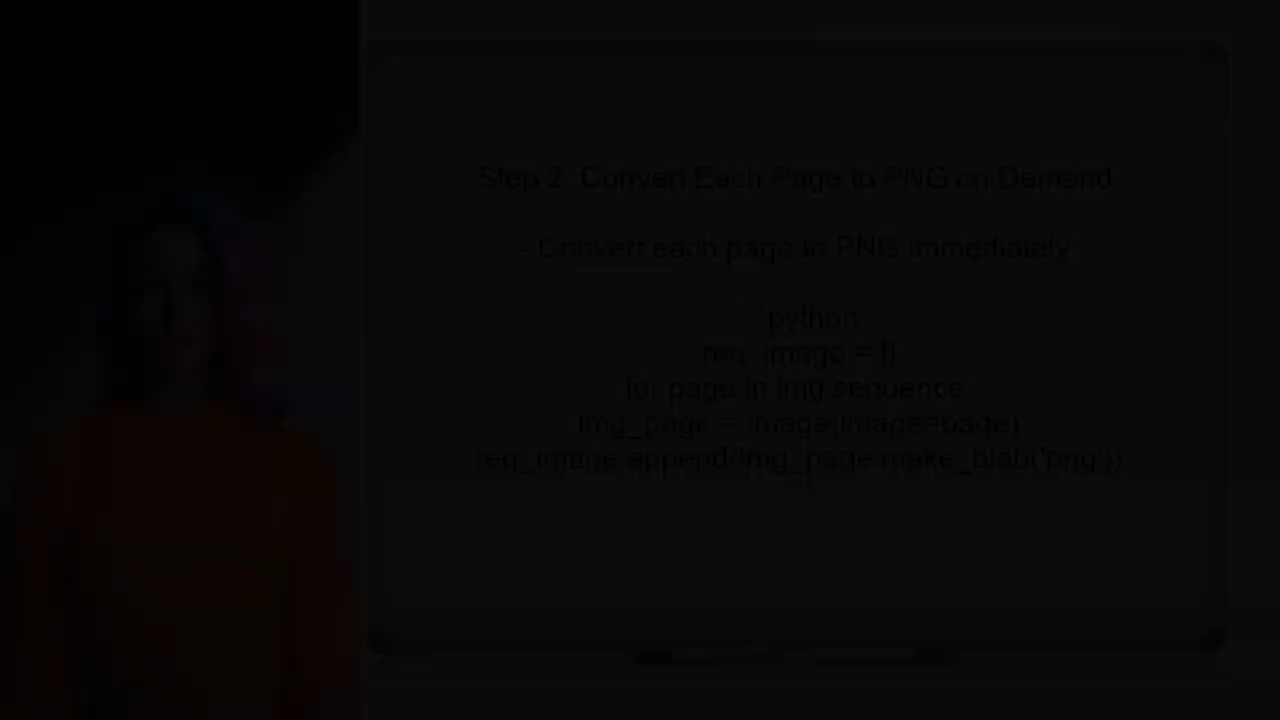 Step 2: Convert Each Page to PNG on Demand
- Convert each page to PNG immediately:
```python
req_image = []
for page in img.sequence
img_page = Image(image=page)
req_image.append(img_page.make_blob('png'))